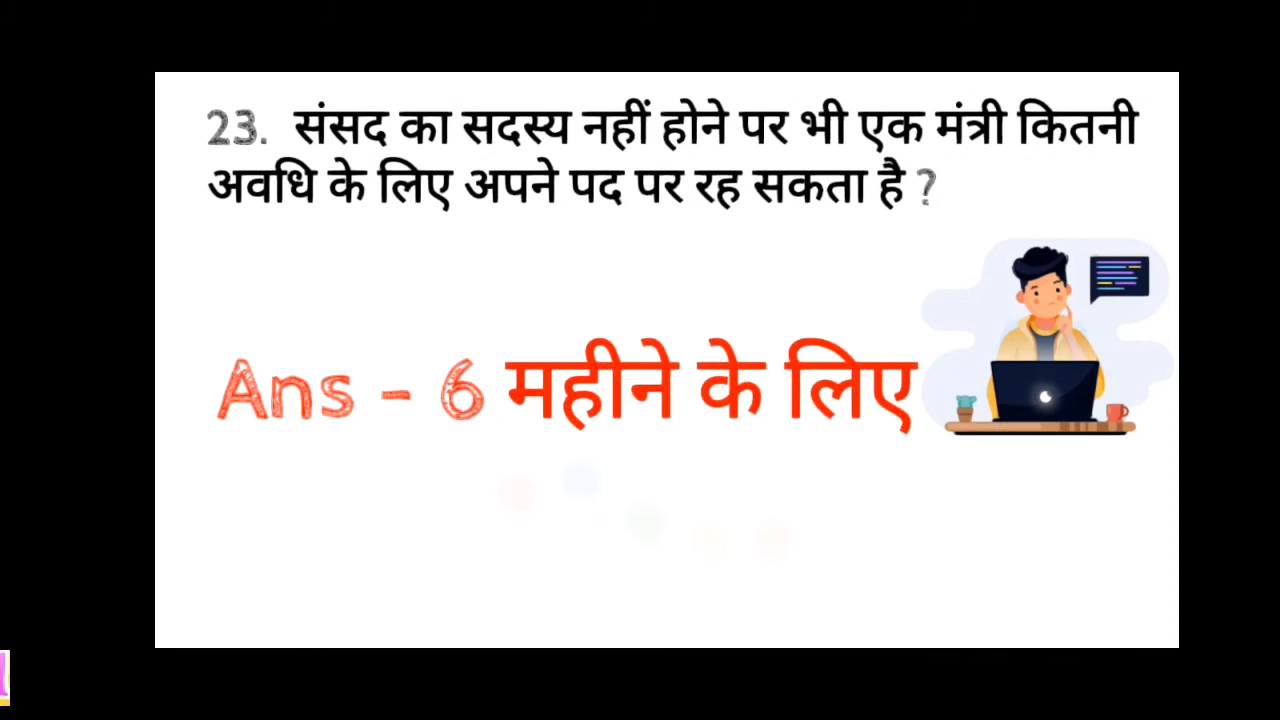 23. संसद का सदस्य नहीं होने पर भी एक मंत्री कितनी
अवधि के लिए अपने पद पर रह सकता है ?
Ans - 6 महीने के लिए